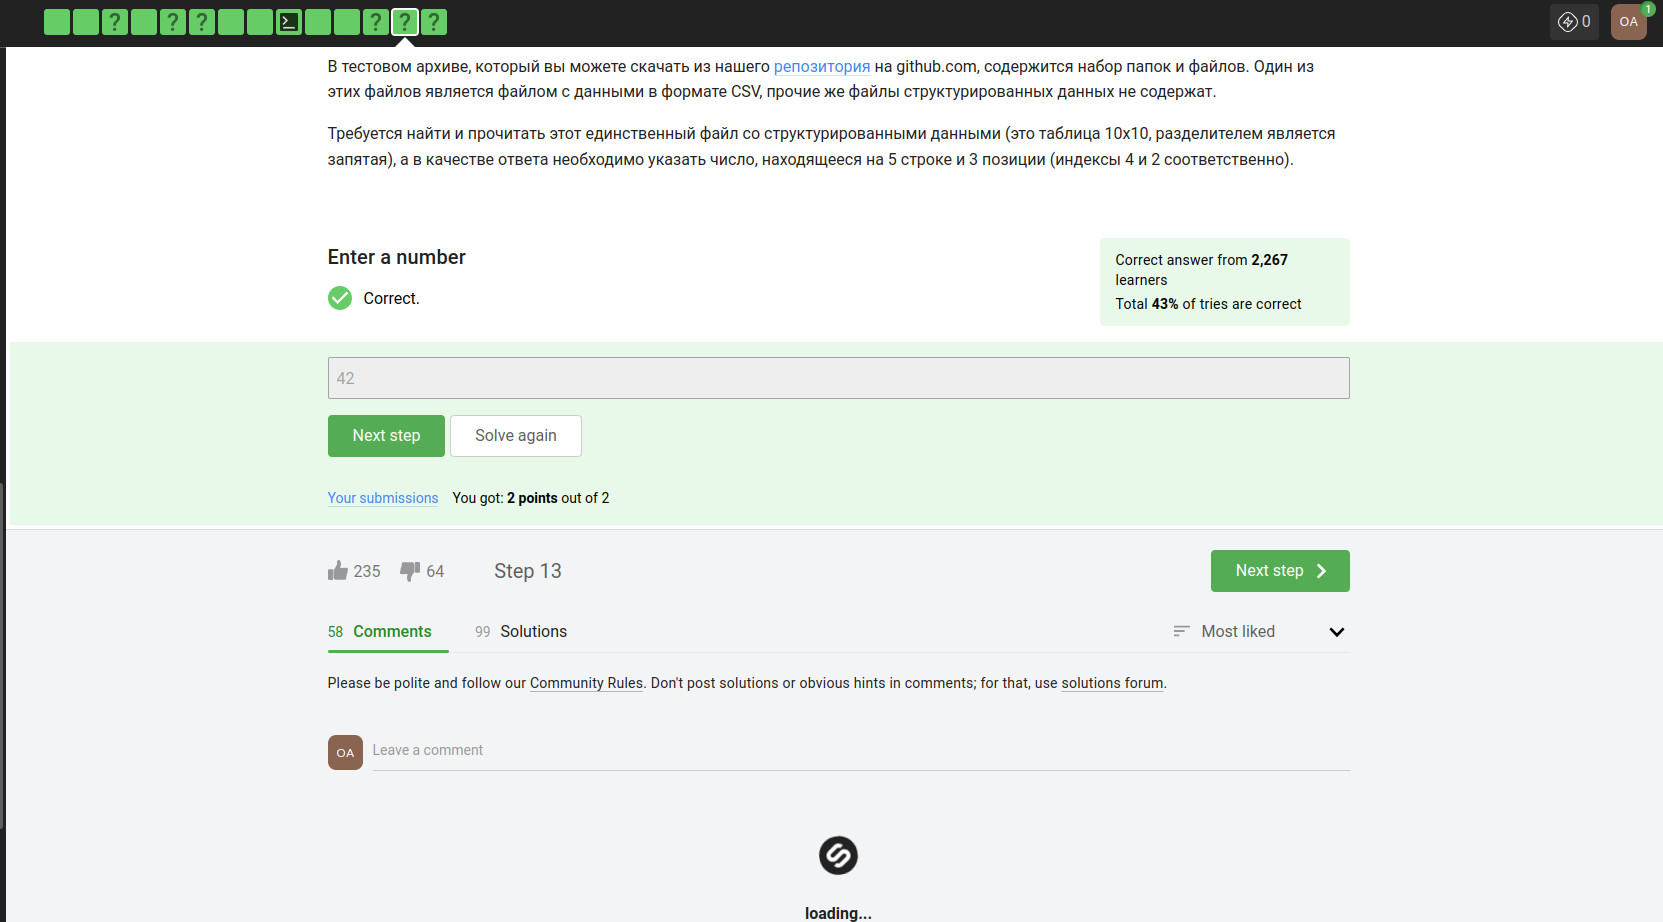 ? ? ? ? ? ? 0 OA 1
В тестовом архиве, который вы можете скачать из нашего репозитория на github.com, содержится набор папок и файлов. Один из
этих файлов является файлом с данными в формате CSV, прочие же файлы структурированных данных не содержат.
Требуется найти и прочитать этот единственный файл со структурированными данными (это таблица 10x10, разделителем является
запятая), а в качестве ответа необходимо указать число, находящееся на 5 строке и 3 позиции (индексы 4 и 2 соответственно).
Enter a number
Correct.
Correct answer from 2,267
learners
Total 43% of tries are correct
42
Next step Solve again
Your submissions You got: 2 points out of 2
235 64 Step 13 Next step
58 Comments 99 Solutions Most liked
Please be polite and follow our Community Rules. Don't post solutions or obvious hints in comments; for that, use solutions forum.
OA Leave a comment
loading...